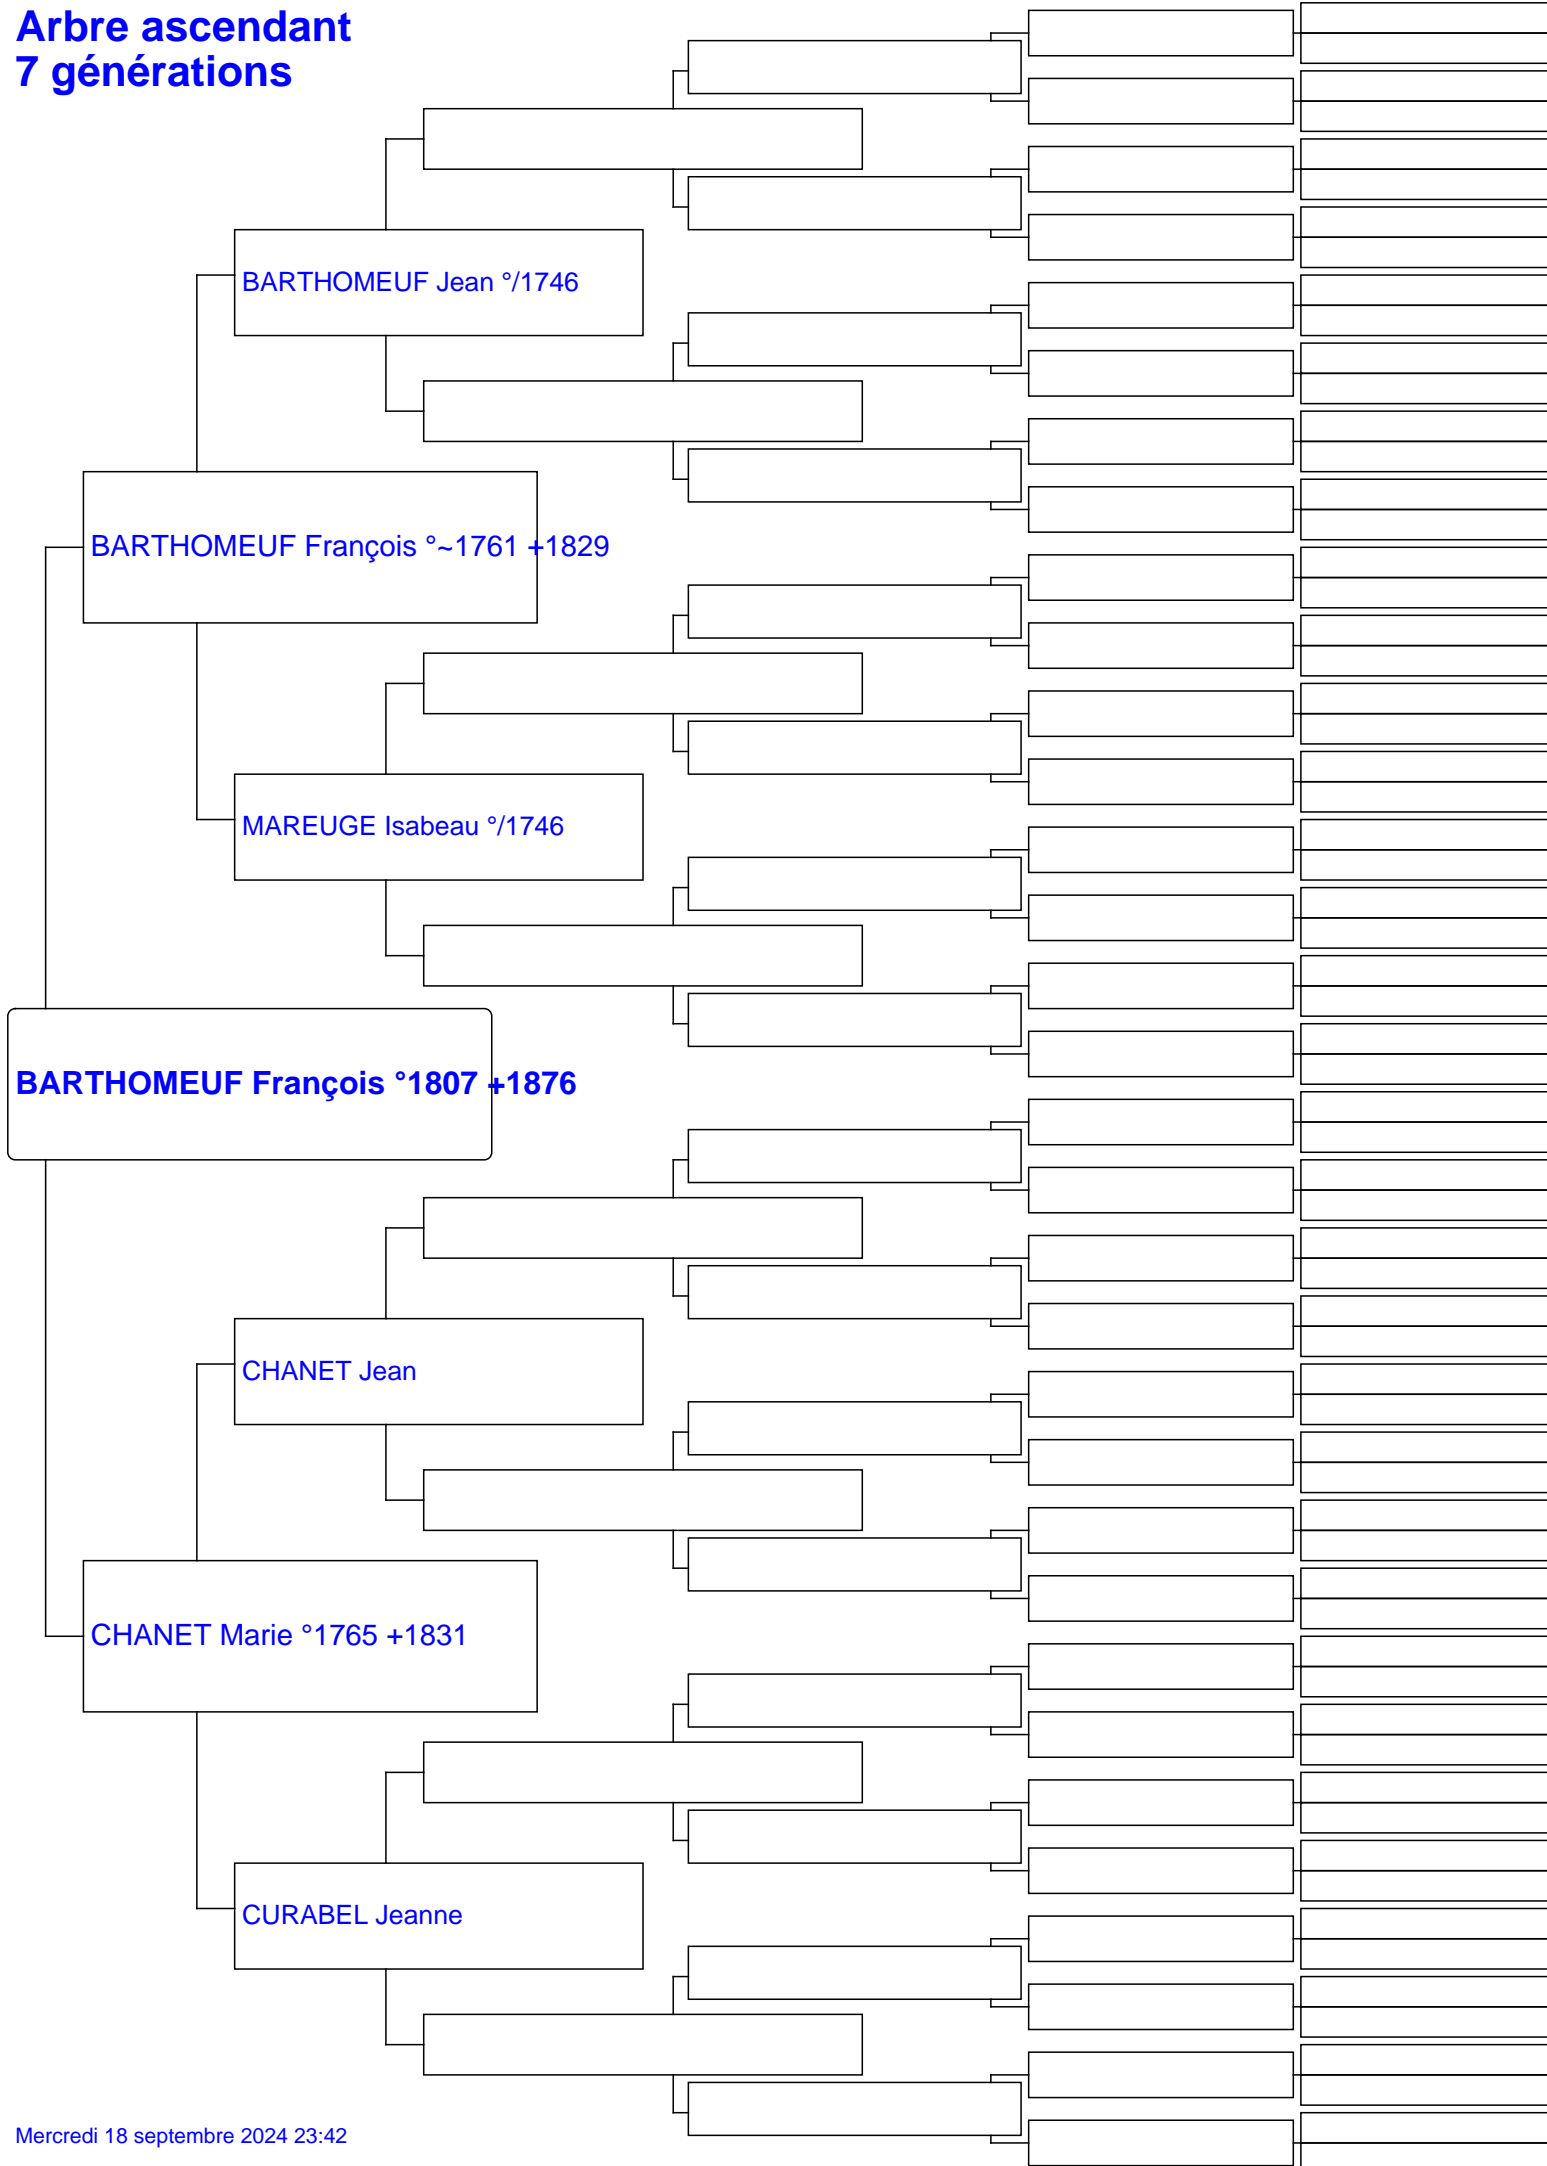 Arbre ascendant
7 générations
BARTHOMEUF Jean °/1746
BARTHOMEUF François °~1761 +1829
MAREUGE Isabeau °/1746
BARTHOMEUF François °1807 +1876
CHANET Jean
CHANET Marie °1765 +1831
CURABEL Jeanne
Mercredi 18 septembre 2024 23:42